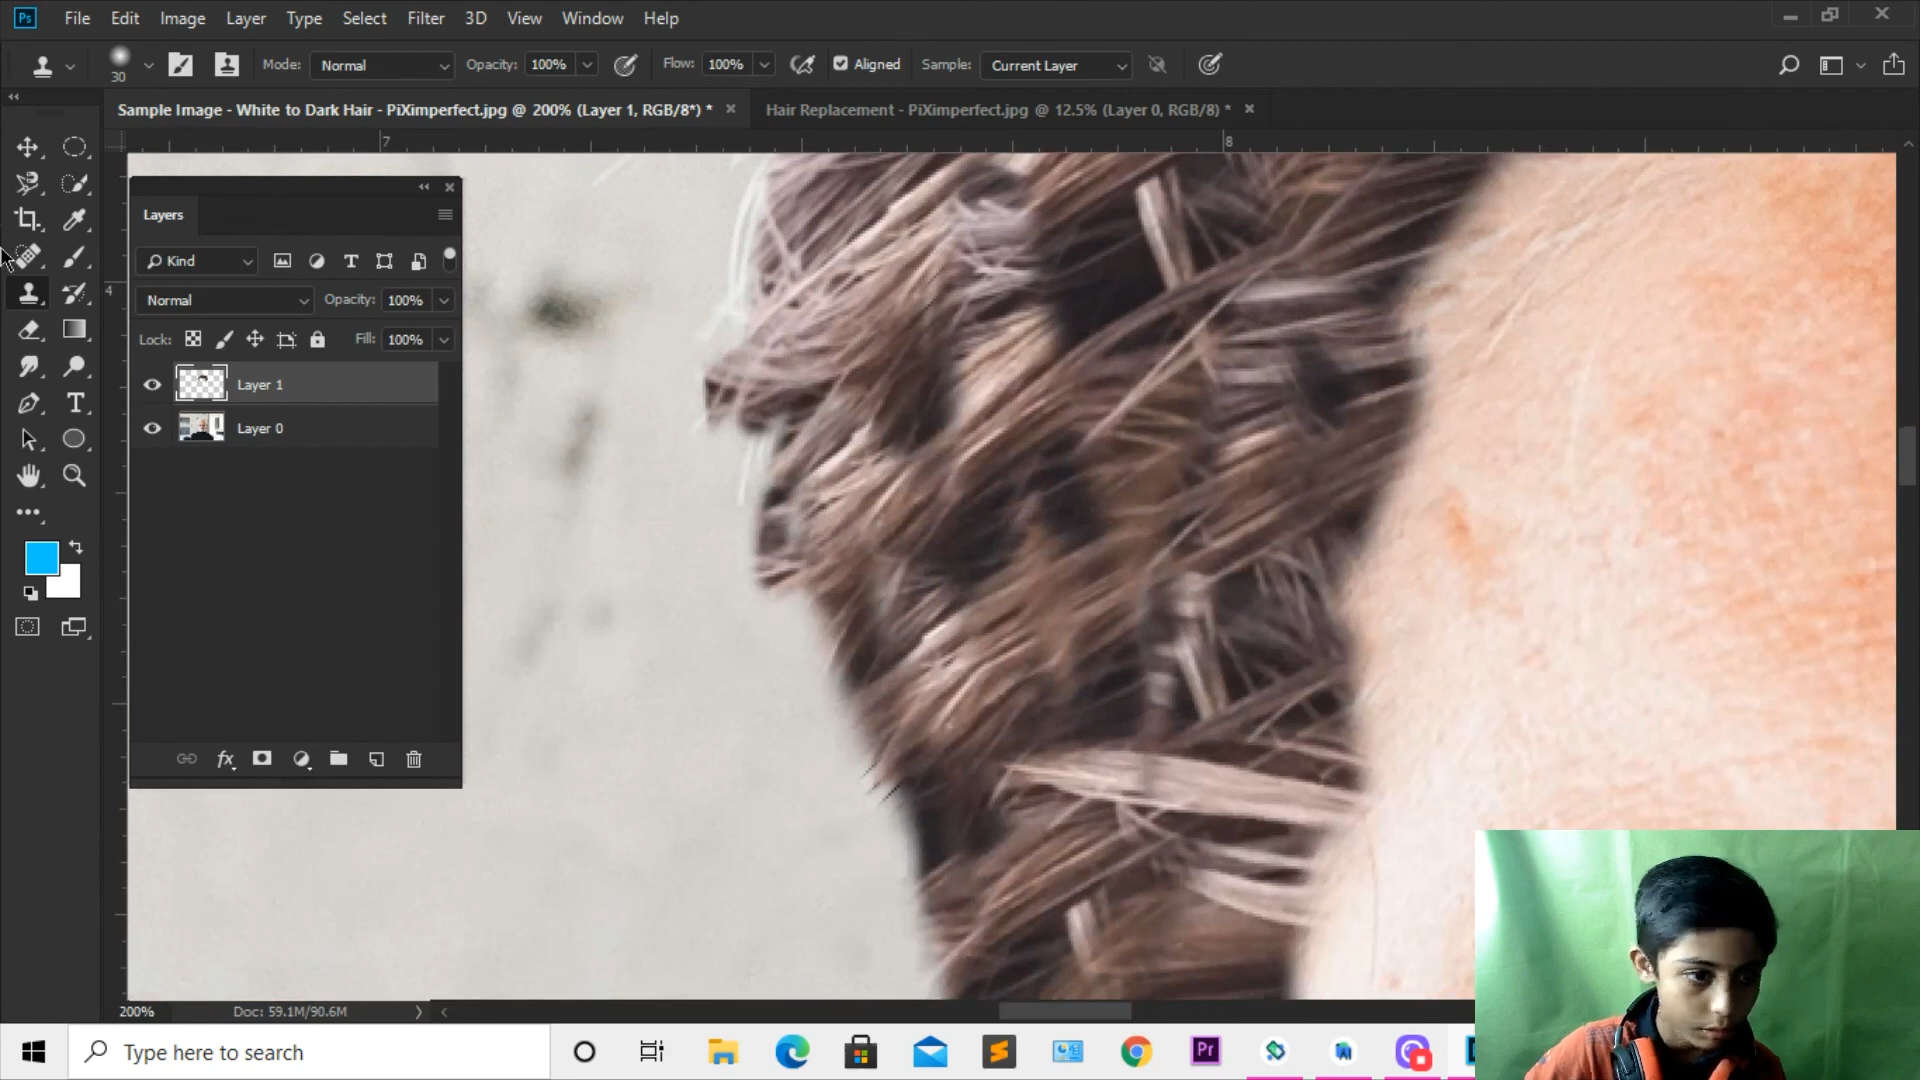 Ps File Edit Image Layer Type Select Filter 3D View Window Help
30 Mode: Normal Opacity: 100% Flow: 100% Aligned Sample: Current Layer
Sample Image - White to Dark Hair - PiXimperfect.jpg @ 200% (Layer 1, RGB/8*) * Hair Replacement - PiXimperfect.jpg @ 12.5% (Layer 0, RGB/8) *
7 8
4
Layers
Kind
Normal Opacity: 100%
Lock: Fill: 100%
Layer 1
Layer 0
fx
200% Doc: 59.1M/90.6M
Type here to search
Pr